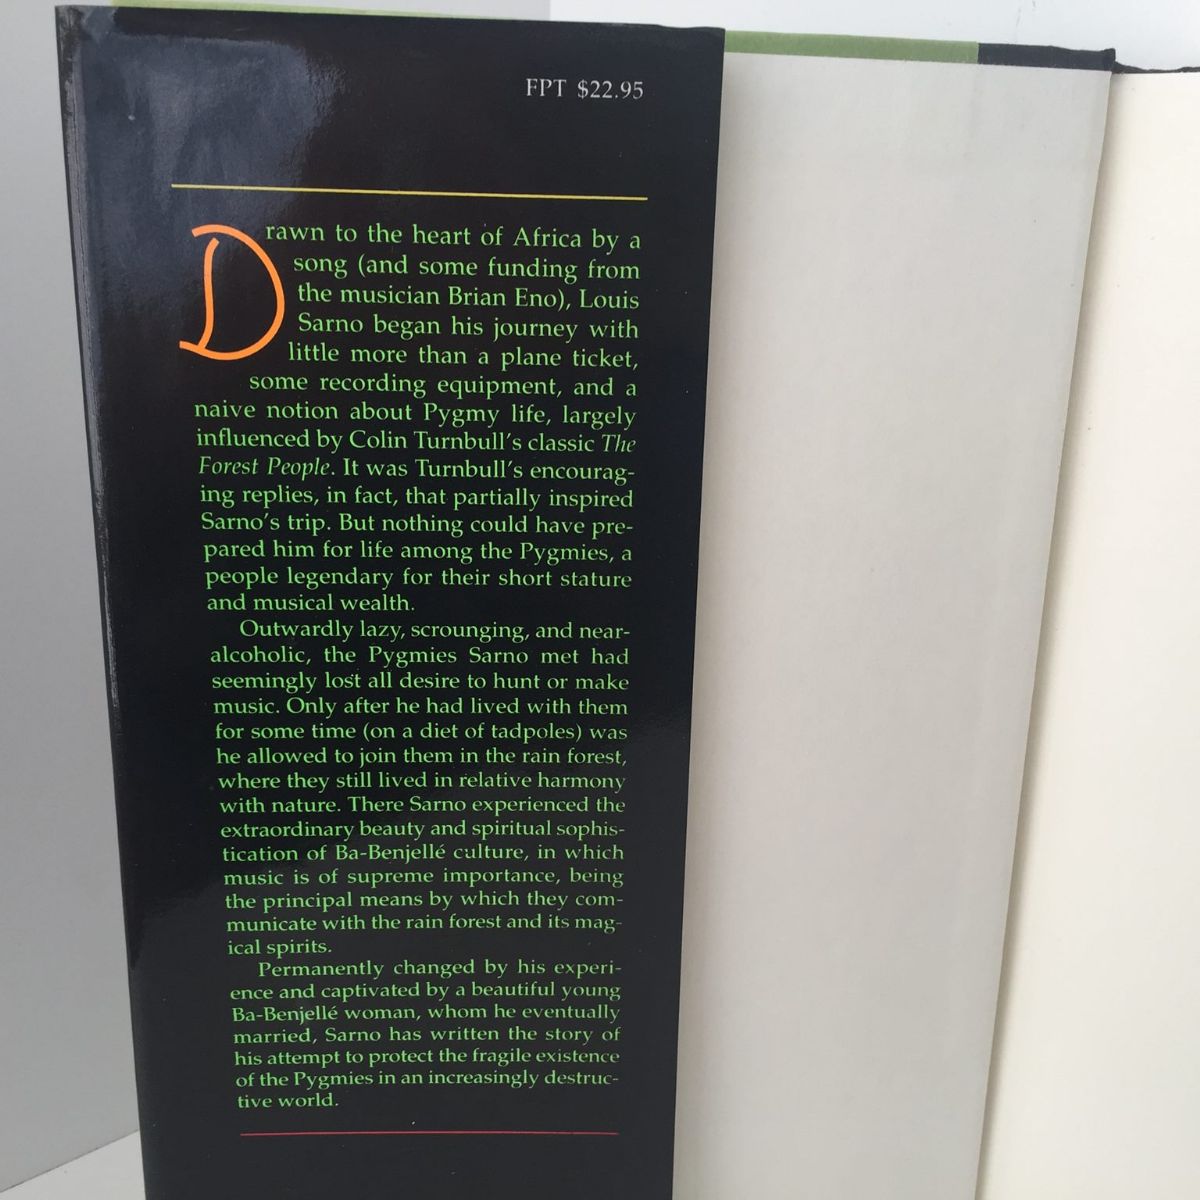 FPT $22.95
Drawn to the heart of Africa by a
song (and some funding from
the musician Brian Eno), Louis
Sarno began his journey with
little more than a plane ticket,
some recording equipment, and a
naive notion about Pygmy life, largely
influenced by Colin Turnbull's classic The
Forest People. It was Turnbull's encourag-
ing replies, in fact, that partially inspired
Sarno's trip. But nothing could have pre-
pared him for life among the Pygmies, a
people legendary for their short stature
and musical wealth.
Outwardly lazy, scrounging, and near-
alcoholic, the Pygmies Sarno met had
seemingly lost all desire to hunt or make
music. Only after he had lived with them
for some time (on a diet of tadpoles) was
he allowed to join them in the rain forest,
where they still lived in relative harmony
with nature. There Sarno experienced the
extraordinary beauty and spiritual sophis-
tication of Ba-Benjellé culture, in which
music is of supreme importance, being
the principal means by which they com-
municate with the rain forest and its mag-
ical spirits.
Permanently changed by his experi-
ence and captivated by a beautiful young
Ba-Benjellé woman, whom he eventually
married, Sarno has written the story of
his attempt to protect the fragile existence
of the Pygmies in an increasingly destruc-
tive world.